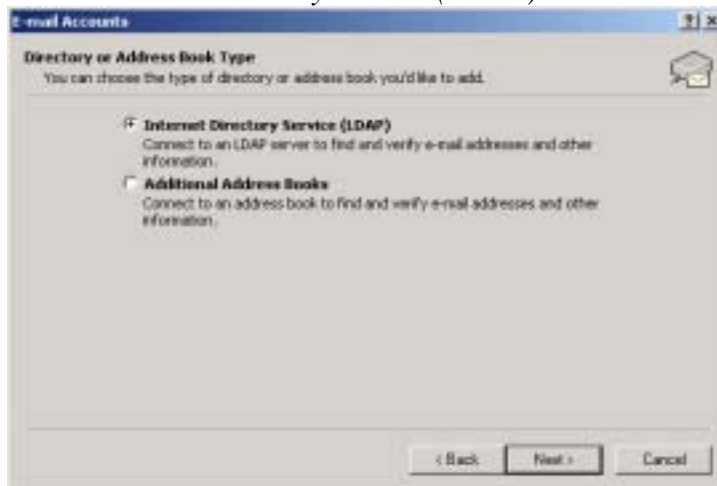 E-mail Accounts
Directory or Address Book Type
You can choose the type of directory or address book you'd like to add.
Internet Directory Service (LDAP)
Connect to an LDAP server to find and verify e-mail addresses and other
information.
Additional Address Books
Connect to an address book to find and verify e-mail addresses and other
information.
< Back
Next >
Cancel